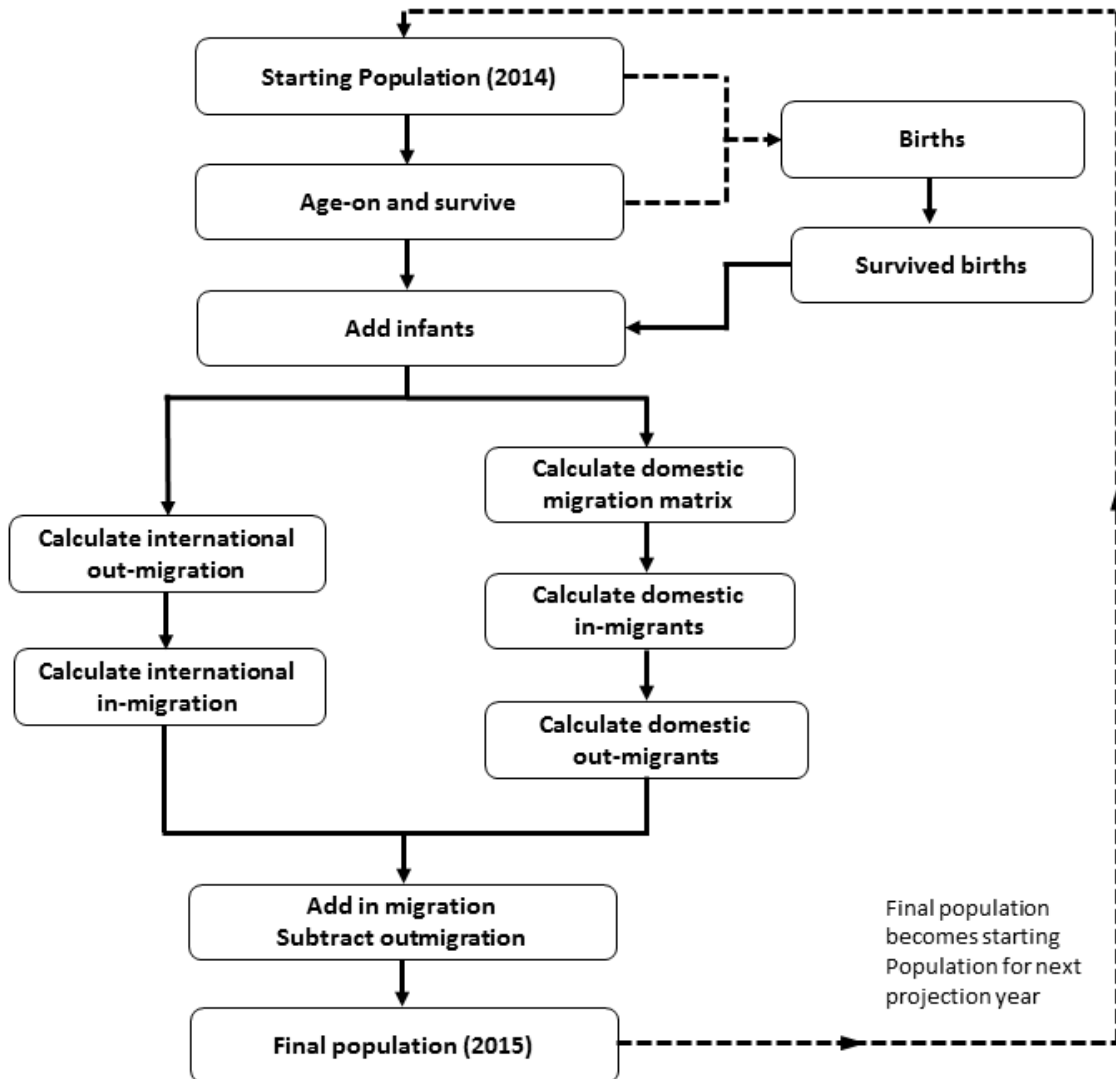 Starting Population (2014)
Births
Age-on and survive
Survived births
Add infants
Calculate domestic
migration matrix
Calculate international
out-migration
Calculate domestic
in-migrants
Calculate international
in-migration
Calculate domestic
out-migrants
Add in migration
Subtract outmigration
Final population
becomes starting
Population for next
projection year
Final population (2015)